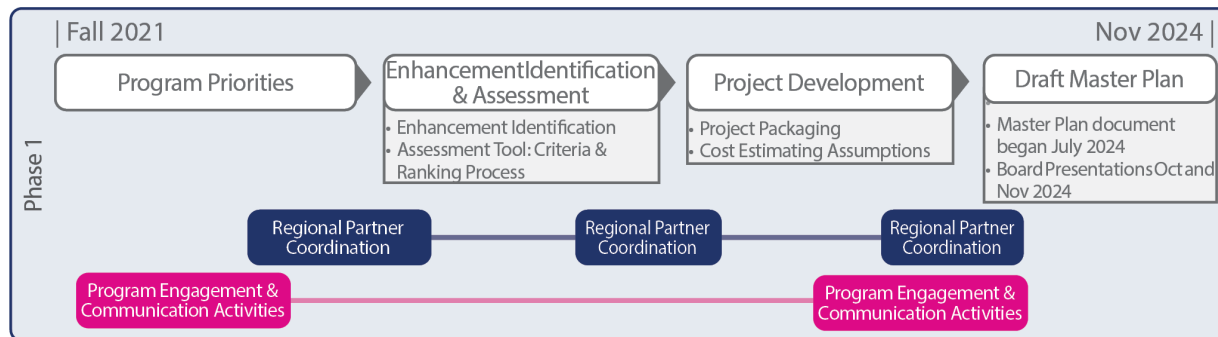 | Fall 2021
Nov 2024 |
Phase 1
Program Priorities
EnhancementIdentification
& Assessment
• Enhancement Identification
• Assessment Tool: Criteria &
Ranking Process
Project Development
• Project Packaging
• Cost Estimating Assumptions
Draft Master Plan
•
• Master Plan document
began July 2024
• Board Presentations Oct and
Nov 2024
Regional Partner
Coordination
Regional Partner
Coordination
Regional Partner
Coordination
Program Engagement &
Communication Activities
Program Engagement &
Communication Activities